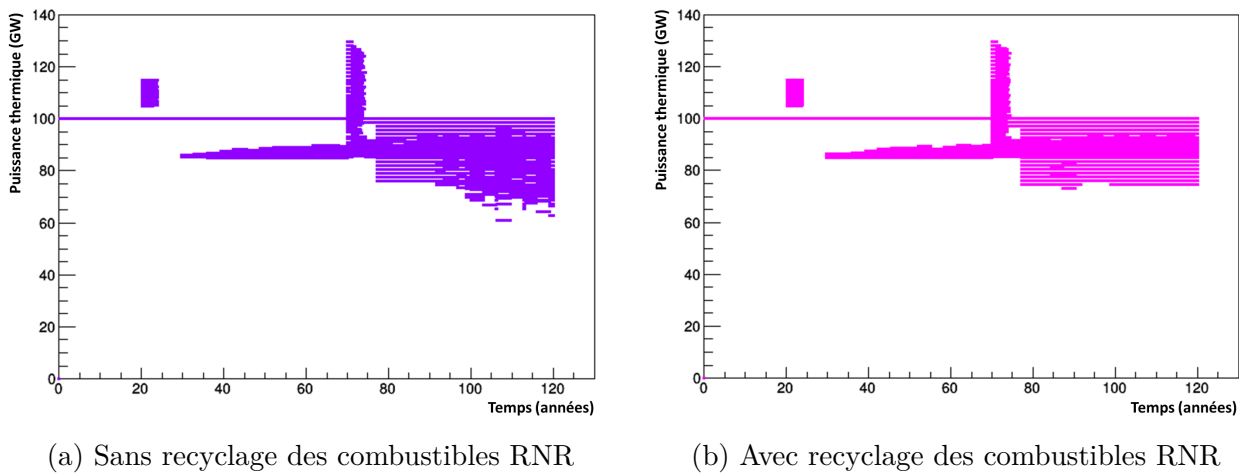 Puissance thermique (GW)
140
120
100
80
60
40
20
0
0 20 40 60 80 100 120
Temps (années)
(a) Sans recyclage des combustibles RNR
Puissance thermique (GW)
140
120
100
80
60
40
20
0
0 20 40 60 80 100 120
Temps (années)
(b) Avec recyclage des combustibles RNR